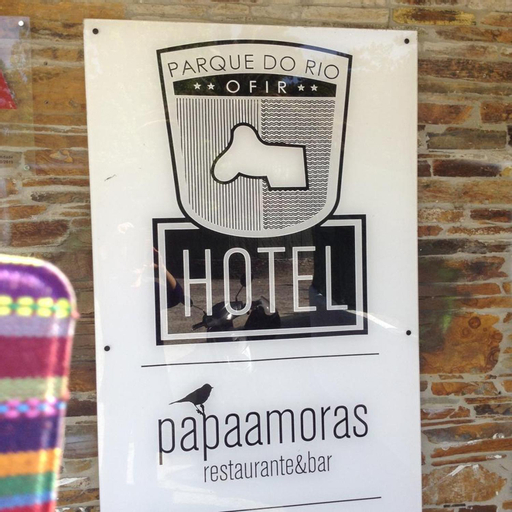 PARQUE DO RIO
★★ OFIR ★★
HOTEL
papaamoras
restaurante&bar